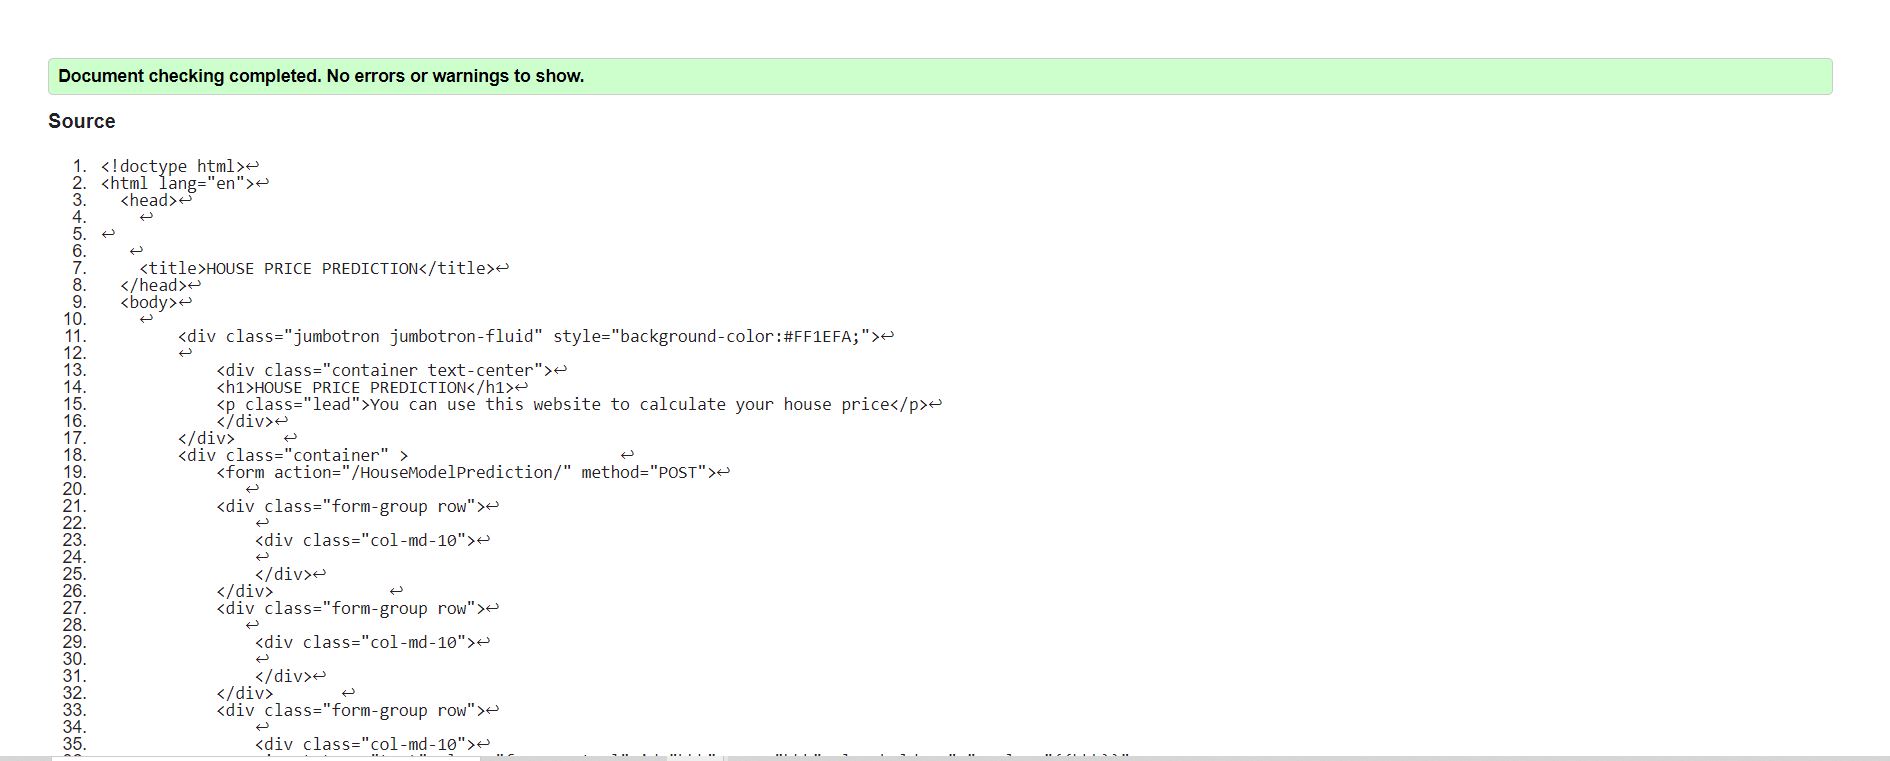 Document checking completed. No errors or warnings to show.
Source
1. <!doctype html>↩
2. <html lang="en">↩
3. <head>↩
4. ↩
5. ↩
6. ↩
7. <title>HOUSE PRICE PREDICTION</title>↩
8. </head>↩
9. <body>↩
10. ↩
11. <div class="jumbotron jumbotron-fluid" style="background-color:#FF1EFA;">↩
12. ↩
13. <div class="container text-center">↩
14. <h1>HOUSE PRICE PREDICTION</h1>↩
15. <p class="lead">You can use this website to calculate your house price</p>↩
16. </div>↩
17. </div> ↩
18. <div class="container" > ↩
19. <form action="/HouseModelPrediction/" method="POST">↩
20. ↩
21. <div class="form-group row">↩
22. ↩
23. <div class="col-md-10">↩
24. ↩
25. </div>↩
26. </div> ↩
27. <div class="form-group row">↩
28. ↩
29. <div class="col-md-10">↩
30. ↩
31. </div>↩
32. </div> ↩
33. <div class="form-group row">↩
34. ↩
35. <div class="col-md-10">↩